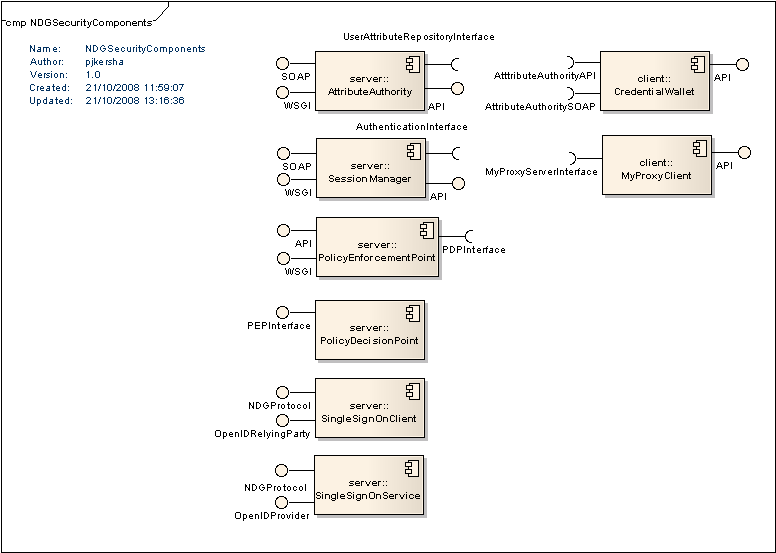 cmp NDGSecurityComponents
Name: NDGSecurityComponents
Author: pjkersha
Version: 1.0
Created: 21/10/2008 11:59:07
Updated: 21/10/2008 13:16:36
UserAttributeRepositoryInterface
SOAP
WSGI
server::
AttributeAuthority
API
AtttributeAuthorityAPI
AttributeAuthoritySOAP
client::
CredentialWallet
API
AuthenticationInterface
SOAP
WSGI
server::
Session Manager
API
MyProxyServerInterface
client::
MyProxyClient
API
API
WSGI
server::
PolicyEnforcementPoint
PDPInterface
PEPInterface
server::
PolicyDecisionPoint
NDGProtocol
OpenIDRelyingParty
server::
SingleSignOnClient
NDGProtocol
OpenIDProvider
server::
SingleSignOnService